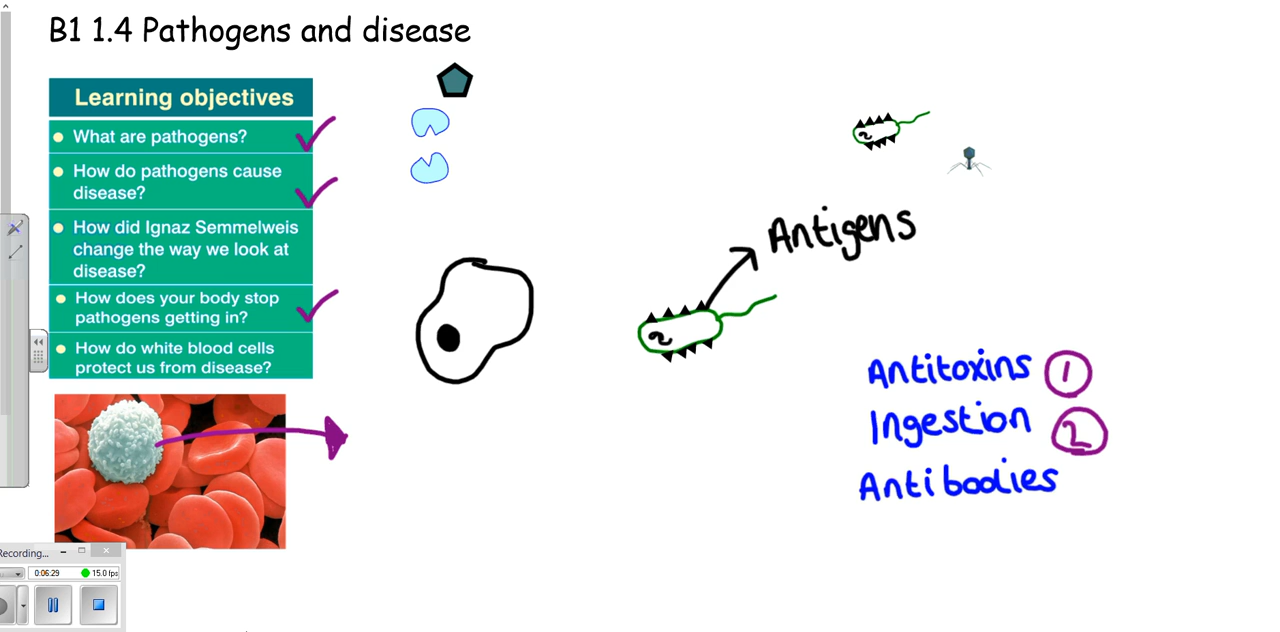 B1 1.4 Pathogens and disease
Learning objectives
What are pathogens?
How do pathogens cause
disease?
How did Ignaz Semmelweis
change the way we look at
disease?
How does your body stop
pathogens getting in?
How do white blood cells
protect us from disease?
Antigens
Antitoxins 1
Ingestion 2
Antibodies
Recording...
0:06:29 15.0 fps